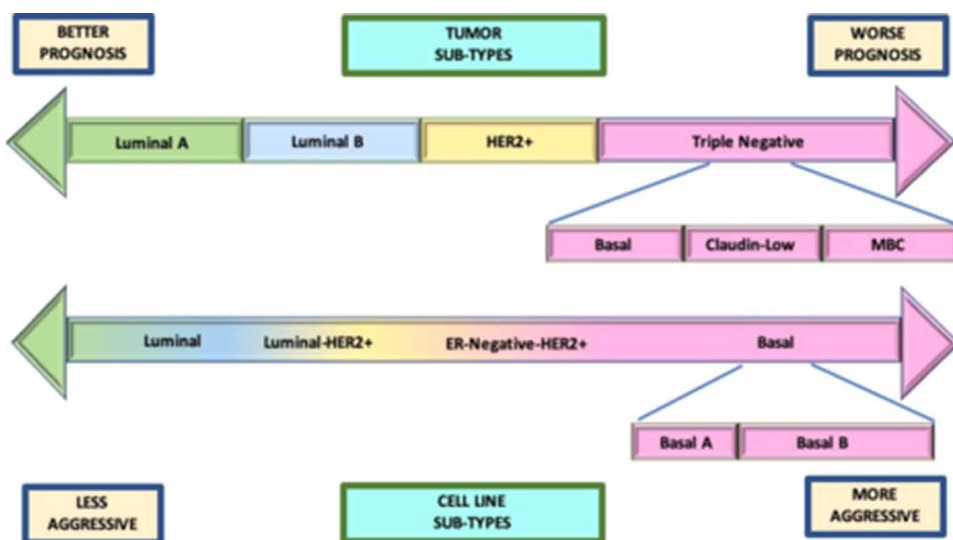 BETTER
PROGNOSIS
TUMOR
SUB-TYPES
WORSE
PROGNOSIS
Luminal A
Luminal B
HER2+
Triple Negative
Basal
Claudin-Low
MBC
Luminal
Luminal-HER2+
ER-Negative-HER2+
Basal
Basal A
Basal B
LESS
AGGRESSIVE
CELL LINE
SUB-TYPES
MORE
AGGRESSIVE